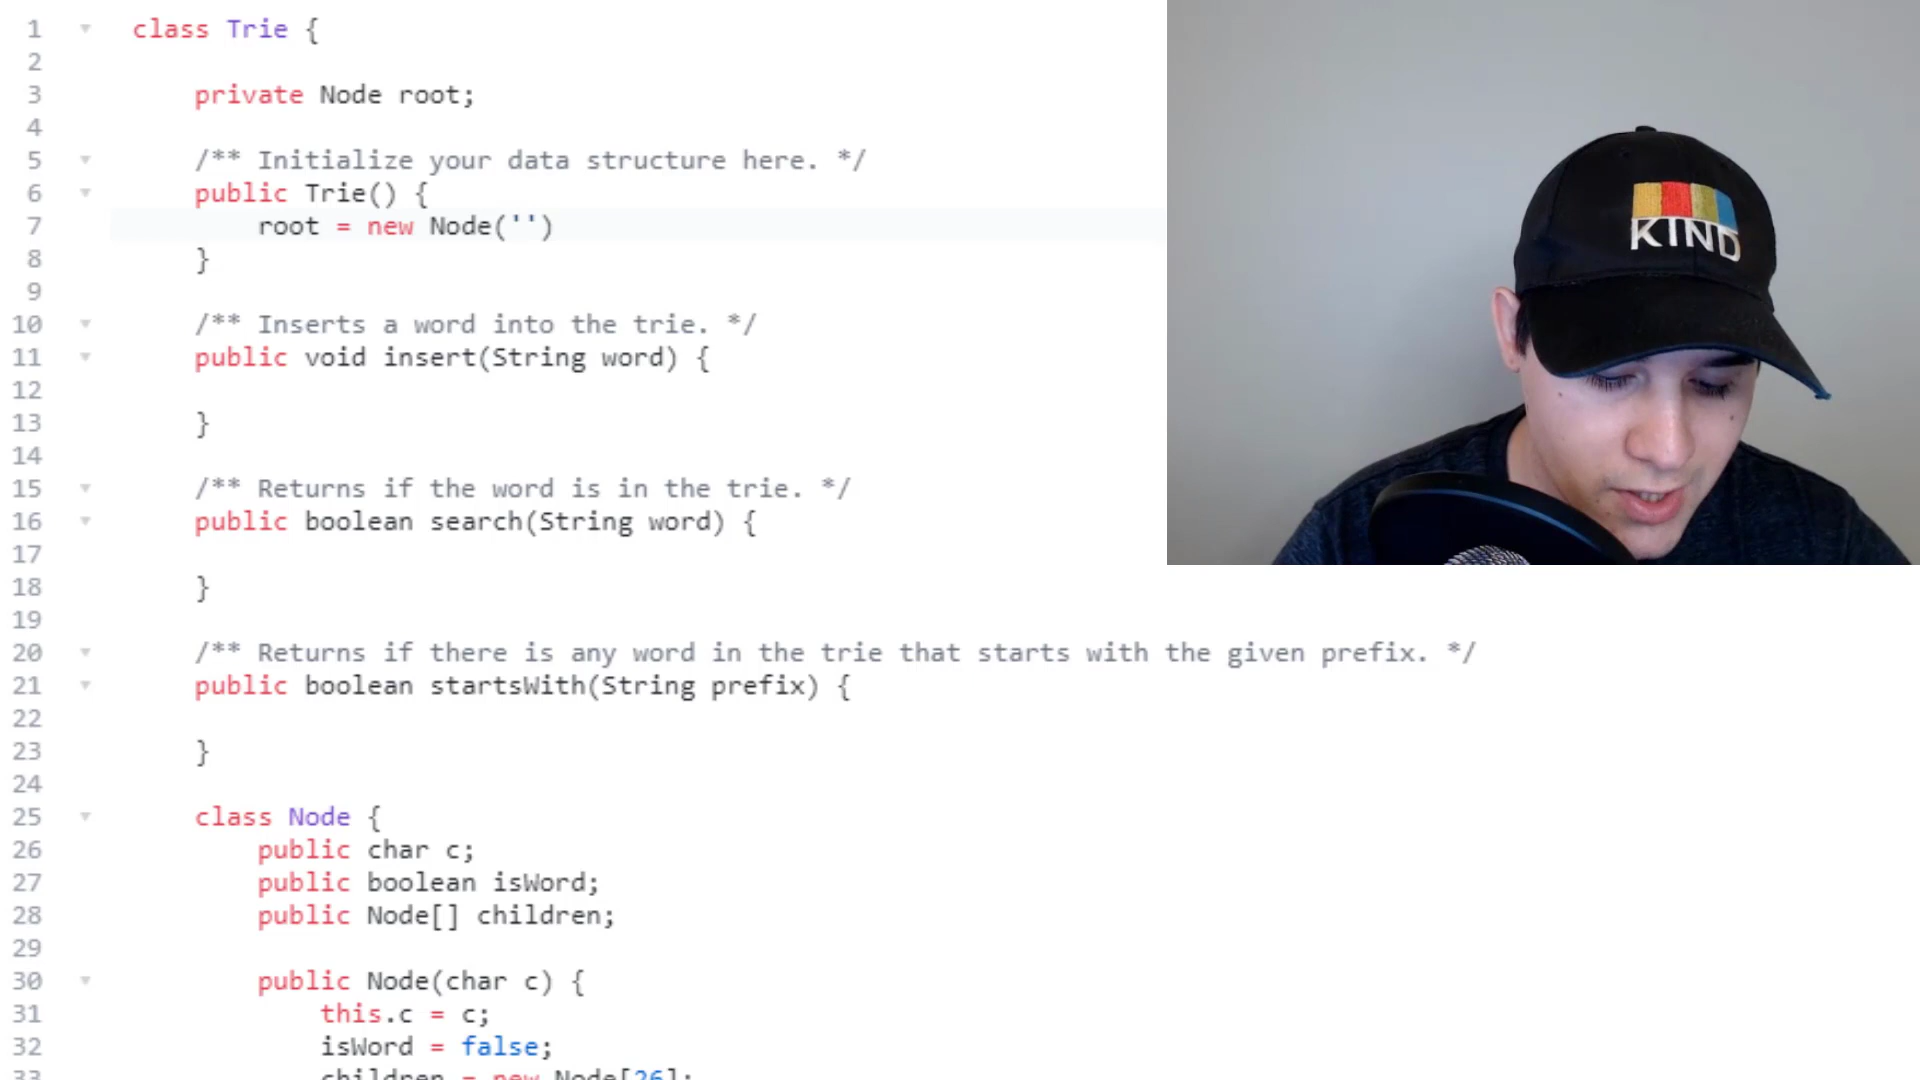 1 class Trie {
2
3 private Node root;
4
5 /** Initialize your data structure here. */
6 public Trie() {
7 root = new Node('')
8 }
9
10 /** Inserts a word into the trie. */
11 public void insert(String word) {
12
13 }
14
15 /** Returns if the word is in the trie. */
16 public boolean search(String word) {
17
18 }
19
20 /** Returns if there is any word in the trie that starts with the given prefix. */
21 public boolean startsWith(String prefix) {
22
23 }
24
25 class Node {
26 public char c;
27 public boolean isWord;
28 public Node[] children;
29
30 public Node(char c) {
31 this.c = c;
32 isWord = false;
33 children = new Node[26];
KIND